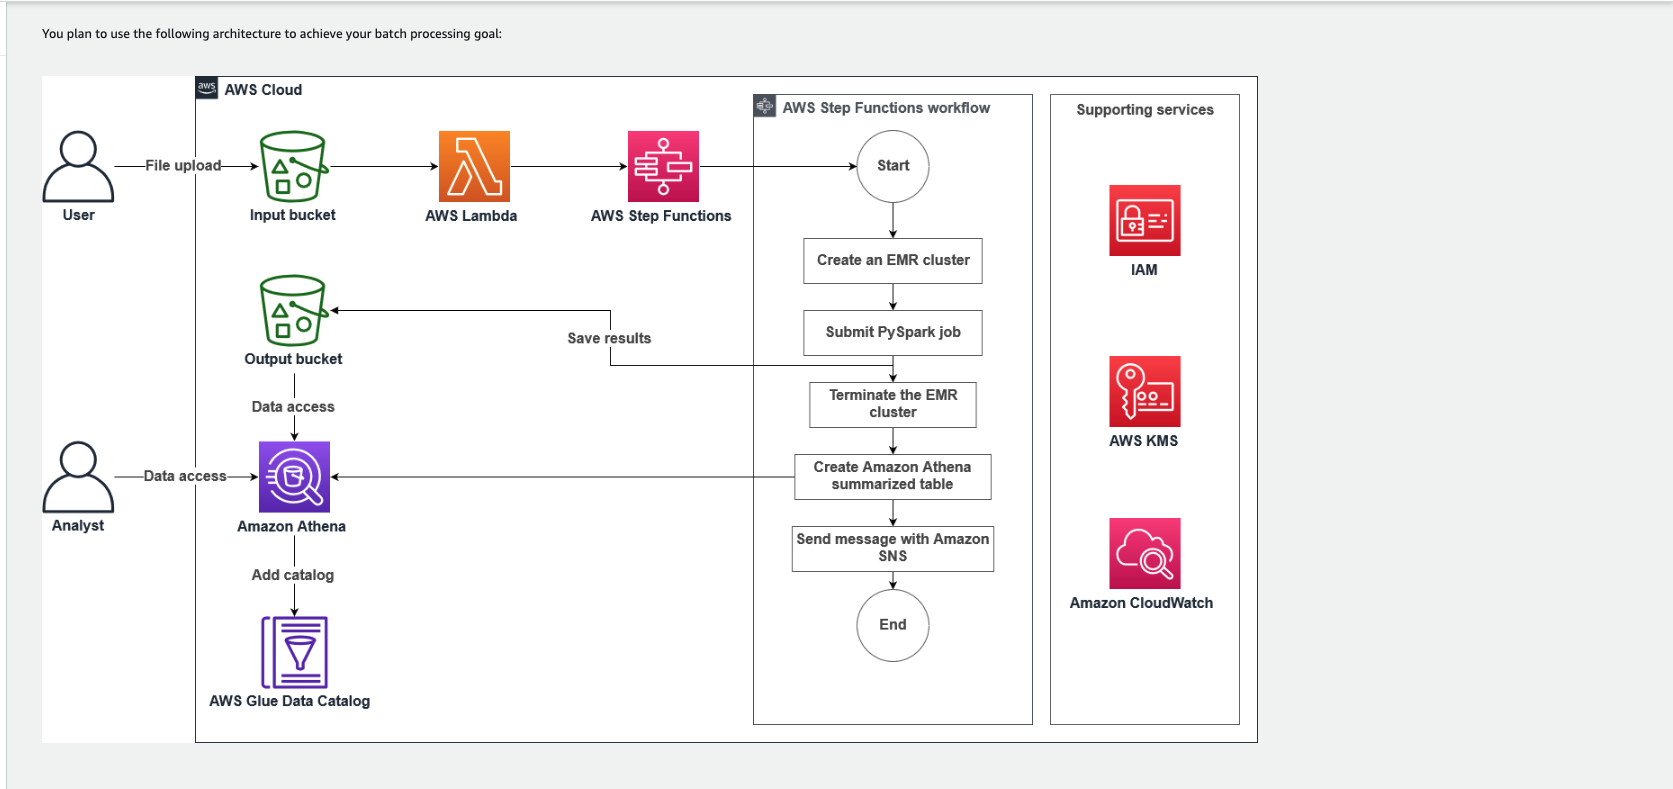 You plan to use the following architecture to achieve your batch processing goal:
aws
AWS Cloud
AWS Step Functions workflow
Supporting services
File upload
Start
User
Input bucket
AWS Lambda
AWS Step Functions
Create an EMR cluster
IAM
Submit PySpark job
Save results
Output bucket
Terminate the EMR
cluster
Data access
AWS KMS
Data access
Create Amazon Athena
summarized table
Analyst
Amazon Athena
Send message with Amazon
SNS
Add catalog
Amazon CloudWatch
End
AWS Glue Data Catalog